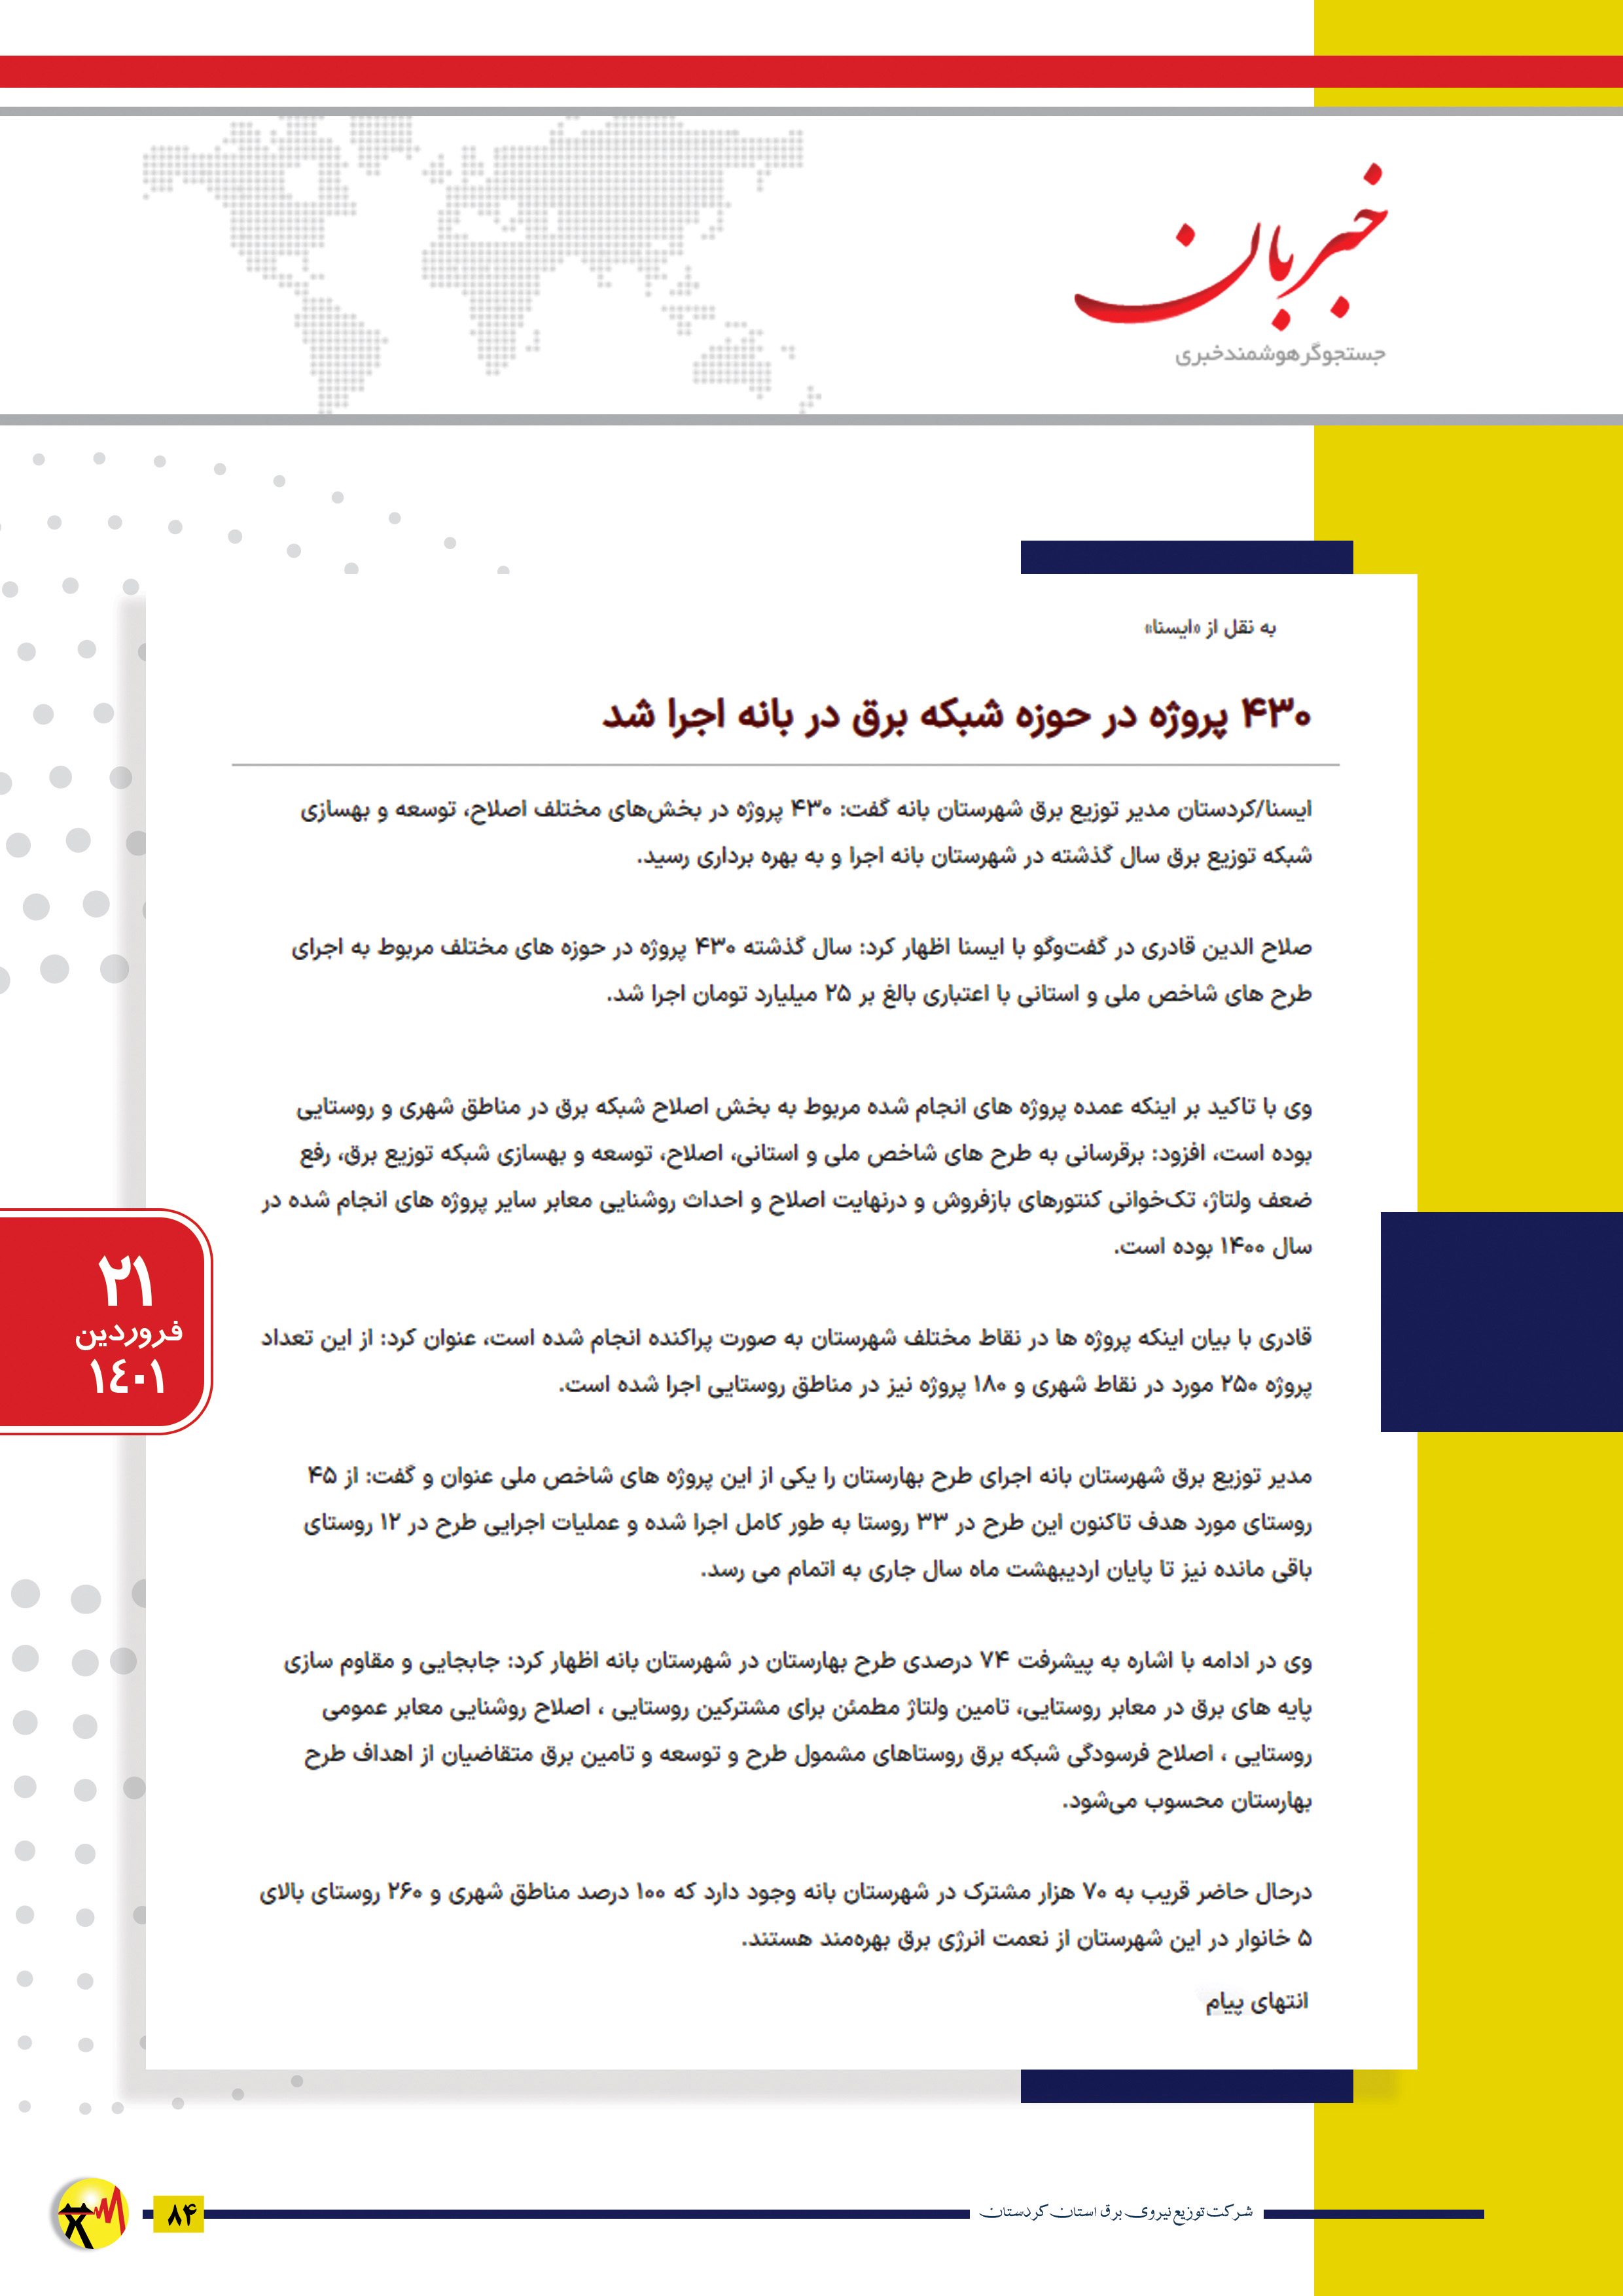 خبربان
جستجوگر هوشمند خبری
به نقل از «ایسنا»
۴۳۰ پروژه در حوزه شبکه برق در بانه اجرا شد
ایسنا/کردستان مدیر توزیع برق شهرستان بانه گفت: ۴۳۰ پروژه در بخش‌های مختلف اصلاح، توسعه و بهسازی
شبکه توزیع برق سال گذشته در شهرستان بانه اجرا و به بهره برداری رسید.
صلاح الدین قادری در گفت‌وگو با ایسنا اظهار کرد: سال گذشته ۴۳۰ پروژه در حوزه های مختلف مربوط به اجرای
طرح های شاخص ملی و استانی با اعتباری بالغ بر ۲۵ میلیارد تومان اجرا شد.
وی با تاکید بر اینکه عمده پروژه های انجام شده مربوط به بخش اصلاح شبکه برق در مناطق شهری و روستایی
بوده است، افزود: برقرسانی به طرح های شاخص ملی و استانی، اصلاح، توسعه و بهسازی شبکه توزیع برق، رفع
ضعف ولتاژ، تک‌خوانی کنتورهای بازفروش و درنهایت اصلاح و احداث روشنایی معابر سایر پروژه های انجام شده در
سال ۱۴۰۰ بوده است.
قادری با بیان اینکه پروژه ها در نقاط مختلف شهرستان به صورت پراکنده انجام شده است، عنوان کرد: از این تعداد
پروژه ۲۵۰ مورد در نقاط شهری و ۱۸۰ پروژه نیز در مناطق روستایی اجرا شده است.
مدیر توزیع برق شهرستان بانه اجرای طرح بهارستان را یکی از این پروژه های شاخص ملی عنوان و گفت: از ۴۵
روستای مورد هدف تاکنون این طرح در ۳۳ روستا به طور کامل اجرا شده و عملیات اجرایی طرح در ۱۲ روستای
باقی مانده نیز تا پایان اردیبهشت ماه سال جاری به اتمام می رسد.
وی در ادامه با اشاره به پیشرفت ۷۴ درصدی طرح بهارستان در شهرستان بانه اظهار کرد: جابجایی و مقاوم سازی
پایه های برق در معابر روستایی، تامین ولتاژ مطمئن برای مشترکین روستایی ، اصلاح روشنایی معابر عمومی
روستایی ، اصلاح فرسودگی شبکه برق روستاهای مشمول طرح و توسعه و تامین برق متقاضیان از اهداف طرح
بهارستان محسوب می‌شود.
درحال حاضر قریب به ۷۰ هزار مشترک در شهرستان بانه وجود دارد که ۱۰۰ درصد مناطق شهری و ۲۶۰ روستای بالای
۵ خانوار در این شهرستان از نعمت انرژی برق بهره‌مند هستند.
انتهای پیام
۲۱
فروردین
۱٤۰۱
شرکت توزیع نیروی برق استان کردستان
۸۴